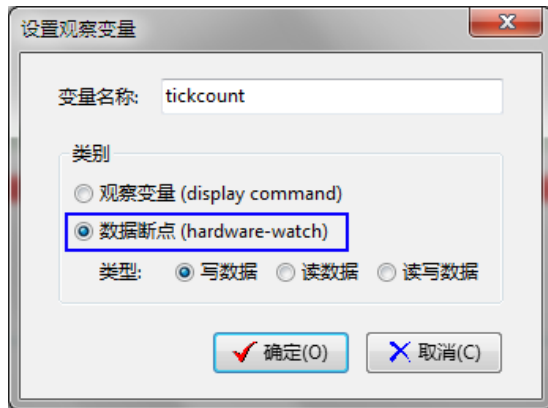 设置观察变量
变量名称: tickcount
类别
观察变量 (display command)
数据断点 (hardware-watch)
类型: 写数据 读数据 读写数据
确定(O) 取消(C)